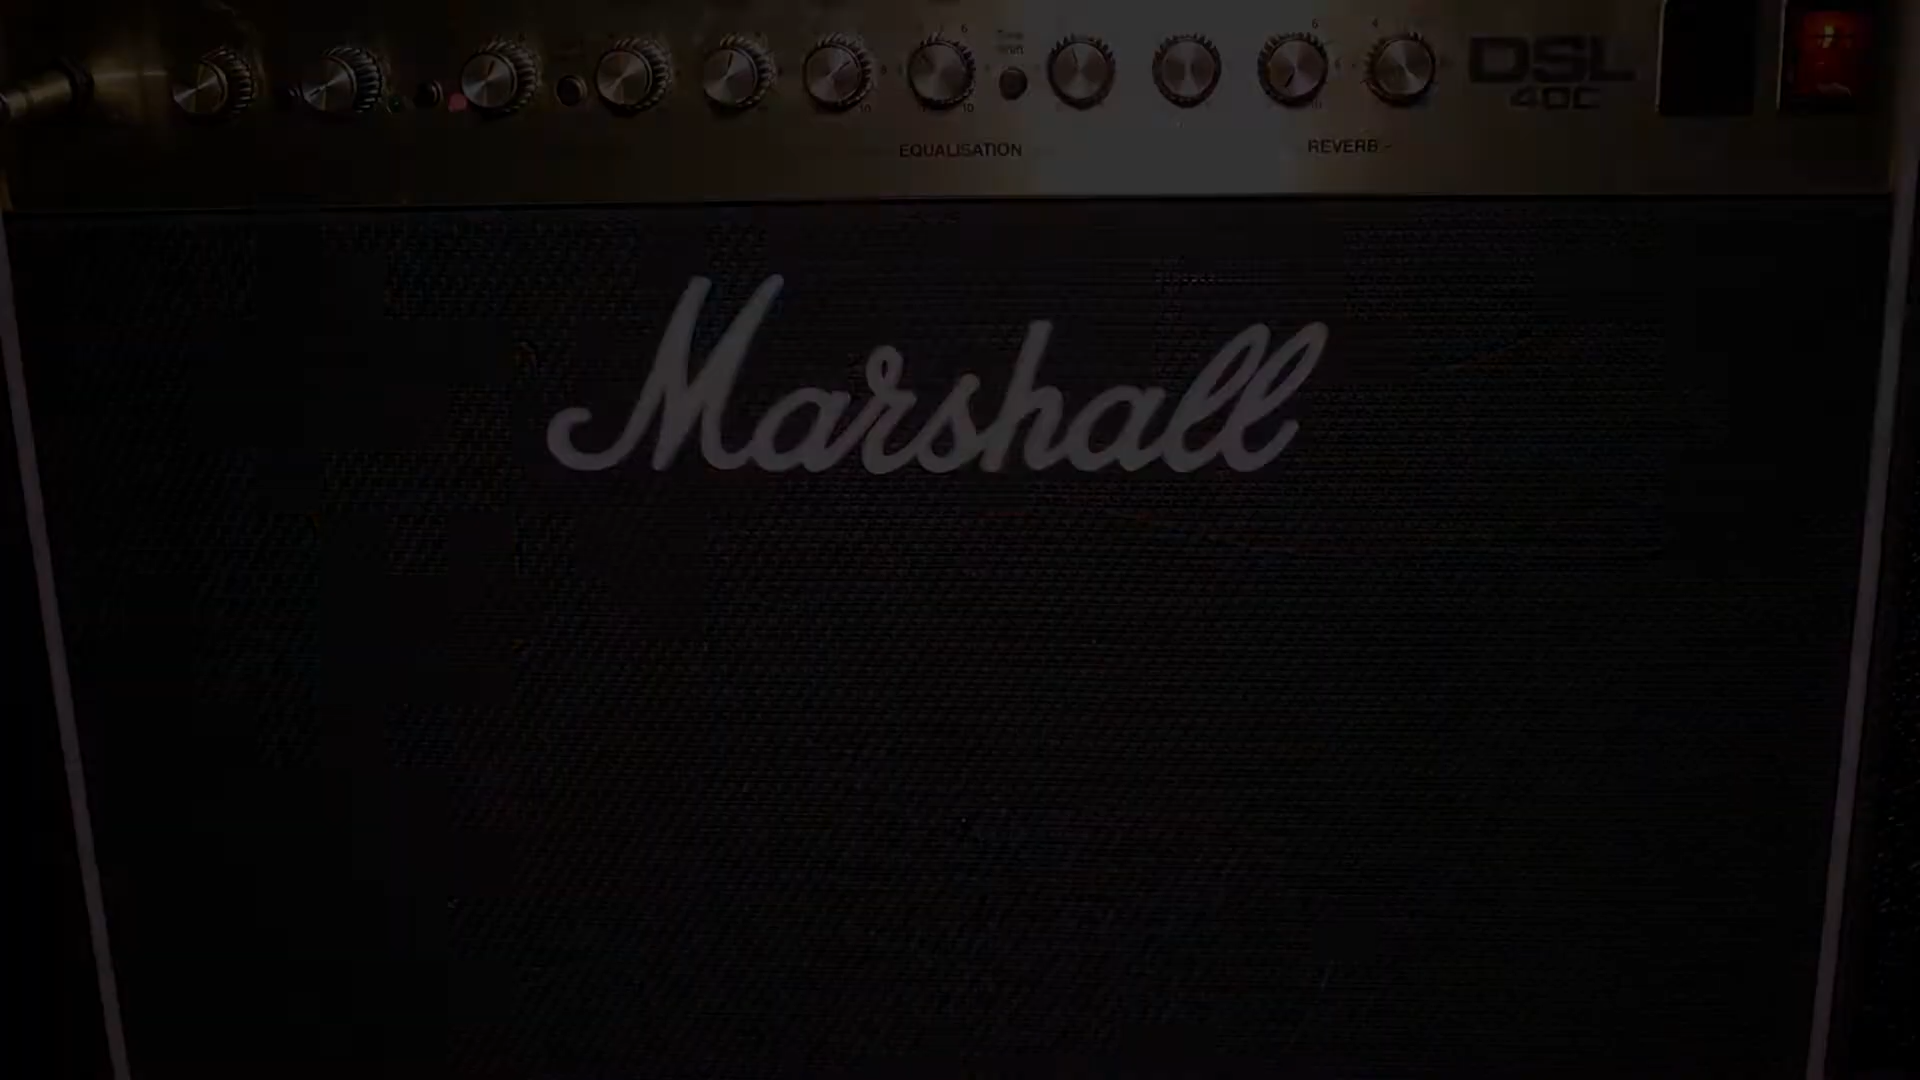 DSL
40C
EQUALISATION
REVERB
Marshall